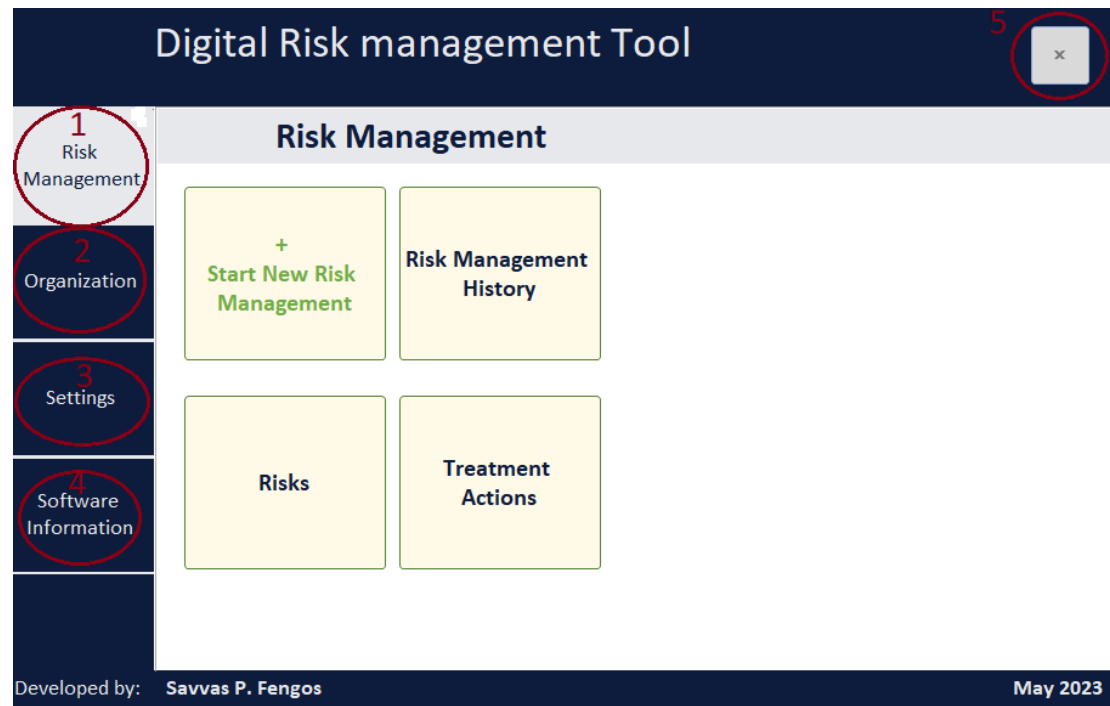 Digital Risk management Tool
5
×
1
Risk
Management
2
Organization
3
Settings
4
Software
Information
Risk Management
+
Start New Risk
Management
Risk Management
History
Risks
Treatment
Actions
Developed by: Savvas P. Fengos
May 2023